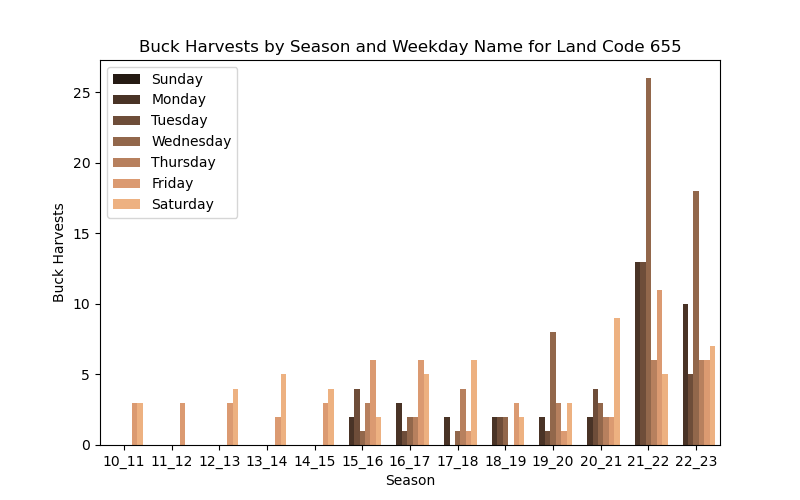 Buck Harvests by Season and Weekday Name for Land Code 655
Sunday
Monday
Tuesday
Wednesday
Thursday
Friday
Saturday
25
20
15
10
5
0
Buck Harvests
10_11 11_12 12_13 13_14 14_15 15_16 16_17 17_18 18_19 19_20 20_21 21_22 22_23
Season